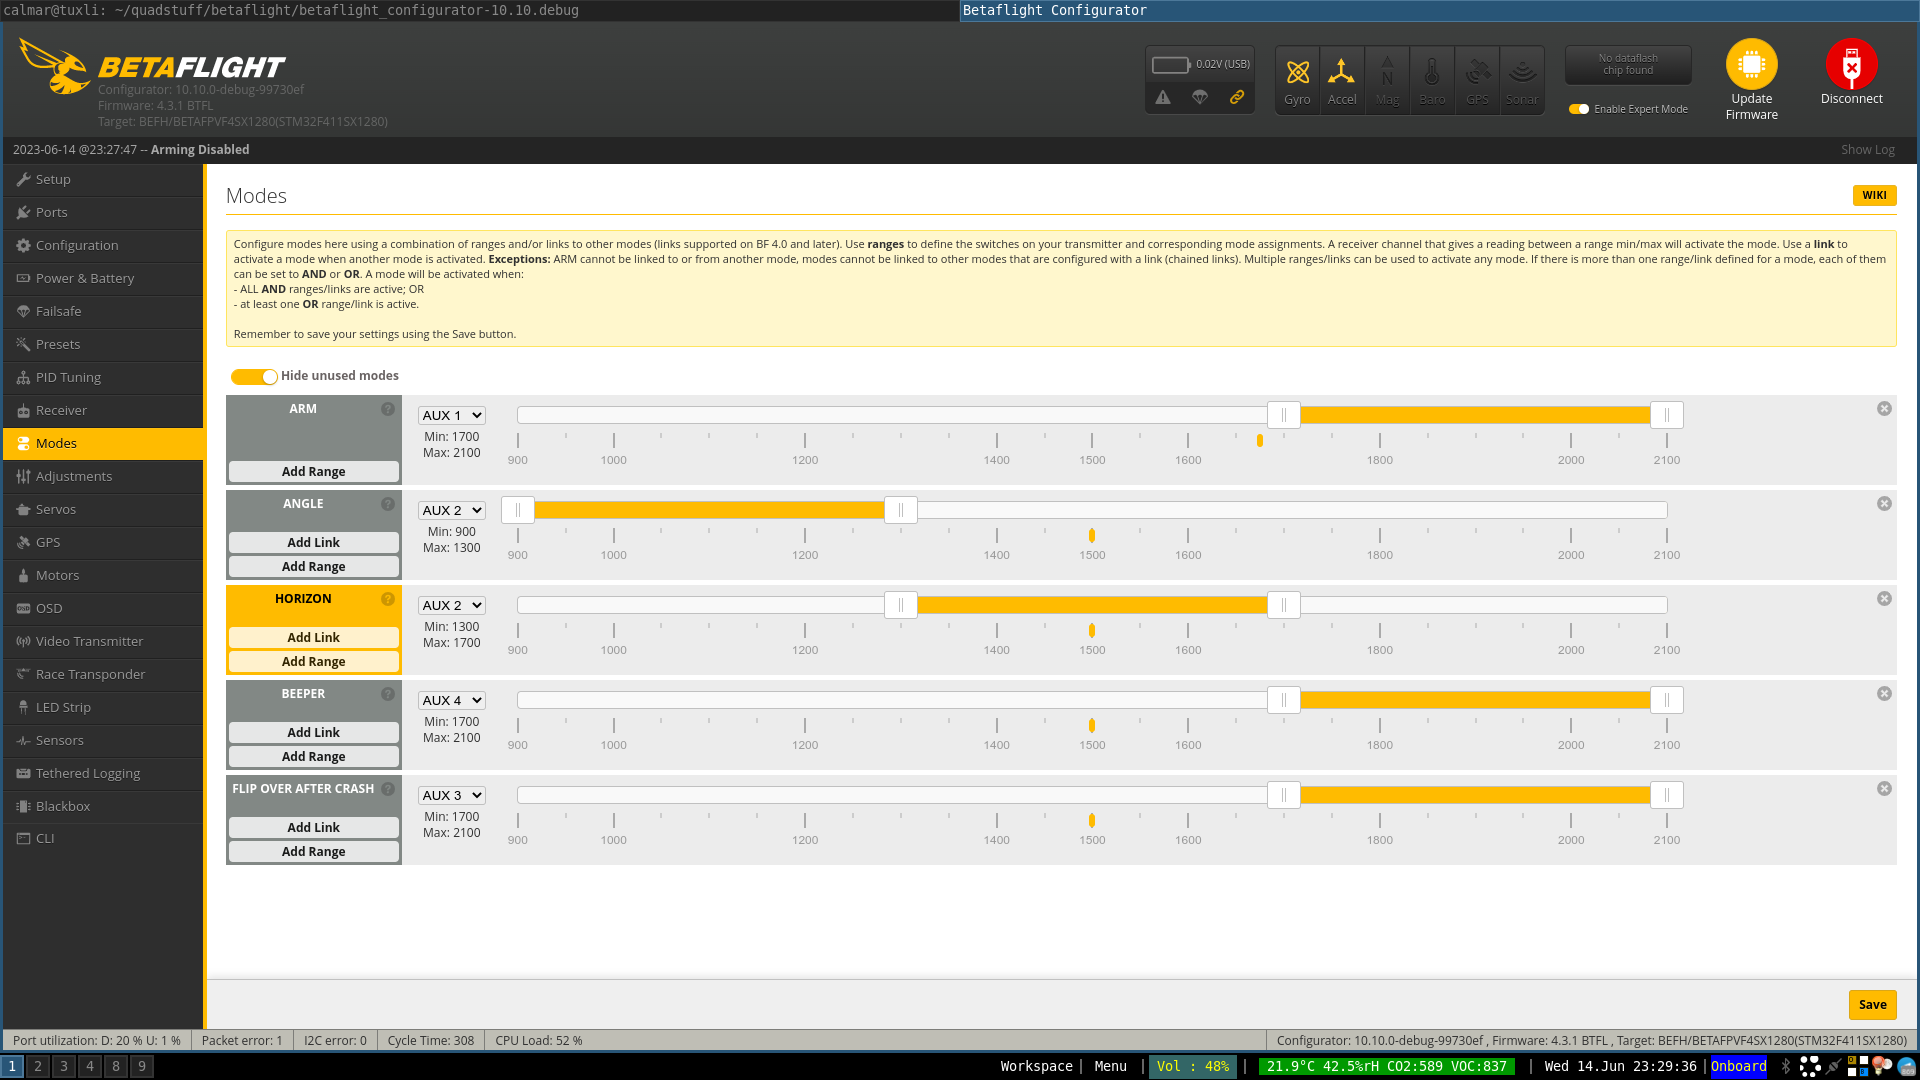 calmar@tuxli: ~/quadstuff/betaflight/betaflight_configurator-10.10.debug
Betaflight Configurator
BETAFLIGHT
Configurator: 10.10.0-debug-99730ef
Firmware: 4.3.1 BTFL
Target: BEFH/BETAFPVF4SX1280(STM32F411SX1280)
0.02V (USB)
Gyro
Accel
Mag
Baro
GPS
Sonar
No dataflash
chip found
Enable Expert Mode
Update
Firmware
Disconnect
2023-06-14 @23:27:47 -- Arming Disabled
Show Log
Setup
Ports
Configuration
Power & Battery
Failsafe
Presets
PID Tuning
Receiver
Modes
Adjustments
Servos
GPS
Motors
OSD
Video Transmitter
Race Transponder
LED Strip
Sensors
Tethered Logging
Blackbox
CLI
Modes
WIKI
Configure modes here using a combination of ranges and/or links to other modes (links supported on BF 4.0 and later). Use ranges to define the switches on your transmitter and corresponding mode assignments. A receiver channel that gives a reading between a range min/max will activate the mode. Use a link to
activate a mode when another mode is activated. Exceptions: ARM cannot be linked to or from another mode, modes cannot be linked to other modes that are configured with a link (chained links). Multiple ranges/links can be used to activate any mode. If there is more than one range/link defined for a mode, each of them
can be set to AND or OR. A mode will be activated when:
- ALL AND ranges/links are active; OR
- at least one OR range/link is active.
Remember to save your settings using the Save button.
Hide unused modes
ARM
Add Range
AUX 1
Min: 1700
Max: 2100
900 1000 1200 1400 1500 1600 1800 2000 2100
ANGLE
Add Link
Add Range
AUX 2
Min: 900
Max: 1300
900 1000 1200 1400 1500 1600 1800 2000 2100
HORIZON
Add Link
Add Range
AUX 2
Min: 1300
Max: 1700
900 1000 1200 1400 1500 1600 1800 2000 2100
BEEPER
Add Link
Add Range
AUX 4
Min: 1700
Max: 2100
900 1000 1200 1400 1500 1600 1800 2000 2100
FLIP OVER AFTER CRASH
Add Link
Add Range
AUX 3
Min: 1700
Max: 2100
900 1000 1200 1400 1500 1600 1800 2000 2100
Save
Port utilization: D: 20 % U: 1 %
Packet error: 1
I2C error: 0
Cycle Time: 308
CPU Load: 52 %
Configurator: 10.10.0-debug-99730ef , Firmware: 4.3.1 BTFL , Target: BEFH/BETAFPVF4SX1280(STM32F411SX1280)
1 2 3 4 8 9
Workspace | Menu | Vol : 48% | 21.9°C 42.5%rH CO2:589 VOC:837 | Wed 14.Jun 23:29:36 | Onboard